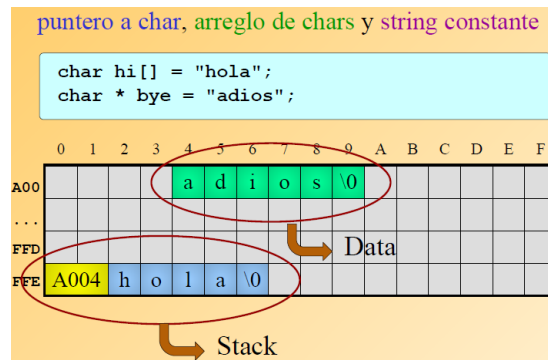 puntero a char, arreglo de chars y string constante
char hi[] = "hola";
char * bye = "adios";
0 1 2 3 4 5 6 7 8 9 A B C D E F
A00 a d i o s \0
...
Data
FFD
FFE A004 h o l a \0
Stack